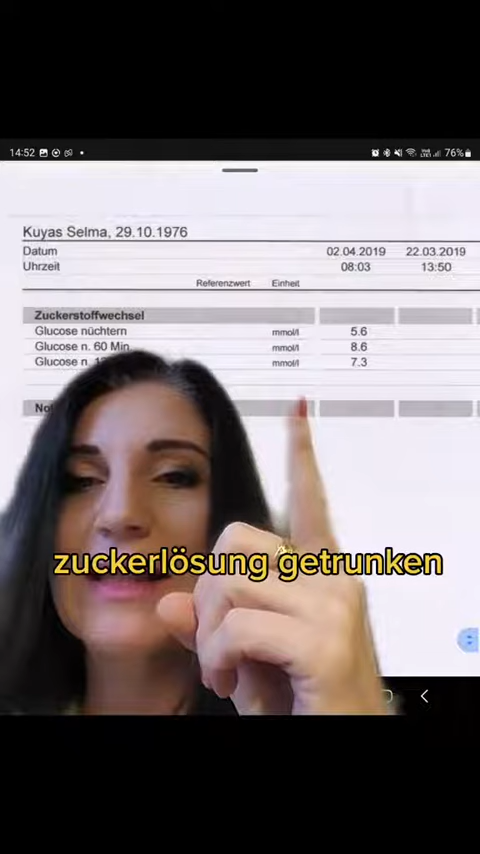 14:52
76%
Kuyas Selma, 29.10.1976
Datum 02.04.2019 22.03.2019
Uhrzeit 08:03 13:50
Referenzwert Einheit
Zuckerstoffwechsel
Glucose nüchtern mmol/l 5.6
Glucose n. 60 Min. mmol/l 8.6
Glucose n. mmol/l 7.3
zuckerlösung getrunken